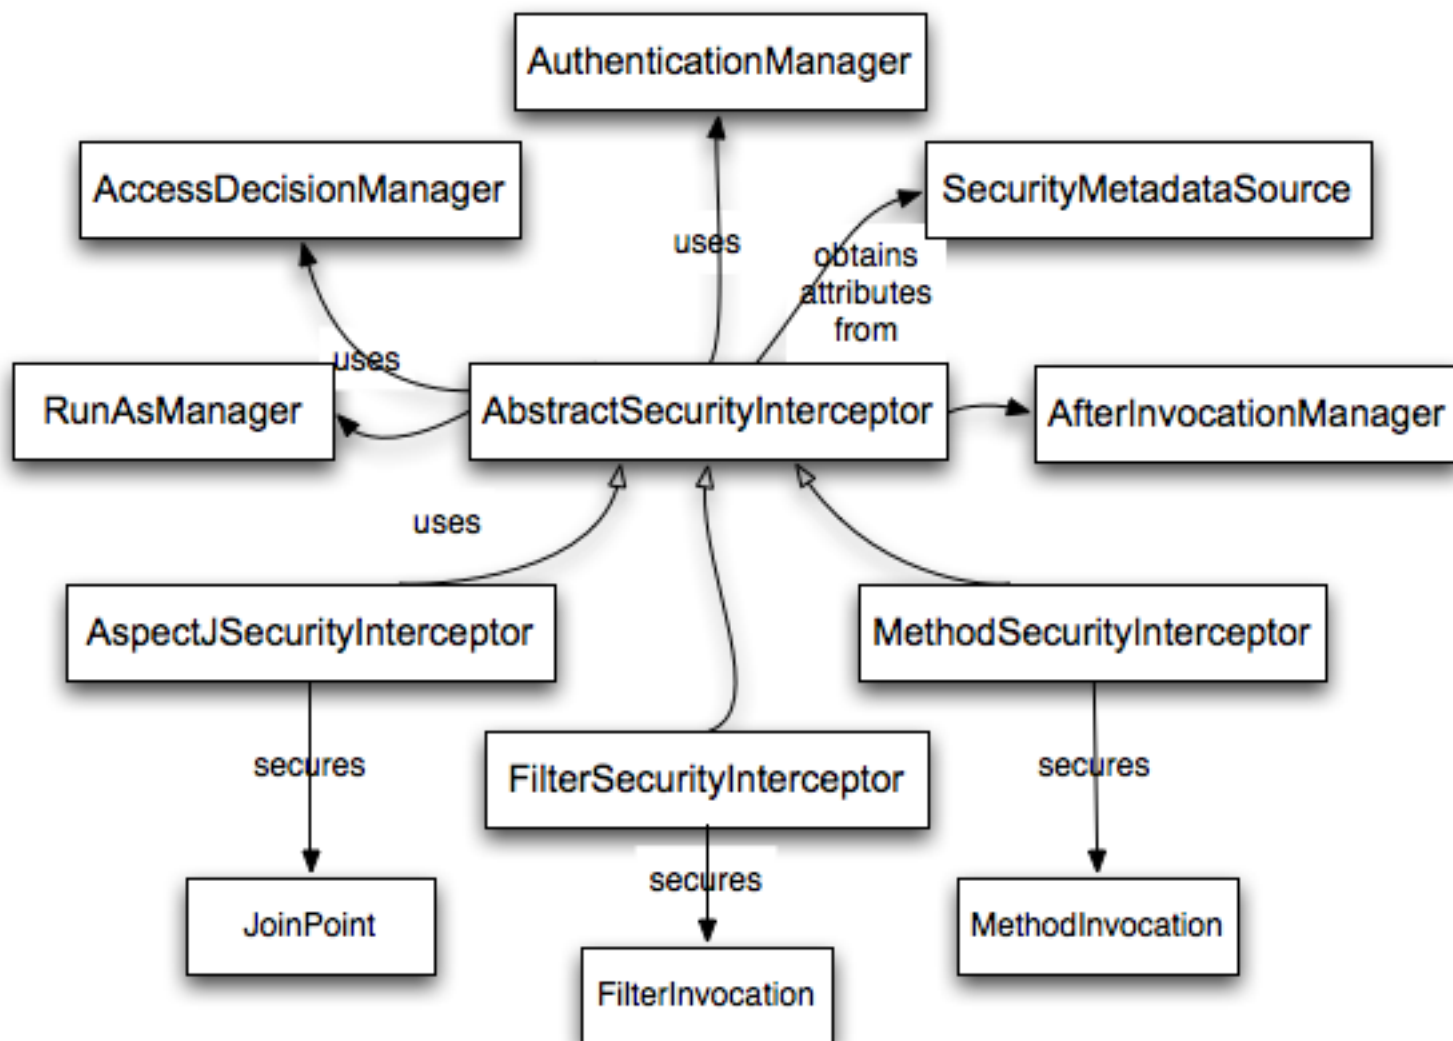 AuthenticationManager
AccessDecisionManager
SecurityMetadataSource
uses
obtains
attributes
from
uses
RunAsManager
AbstractSecurityInterceptor
AfterInvocationManager
uses
AspectJSecurityInterceptor
MethodSecurityInterceptor
secures
FilterSecurityInterceptor
secures
secures
JoinPoint
MethodInvocation
FilterInvocation